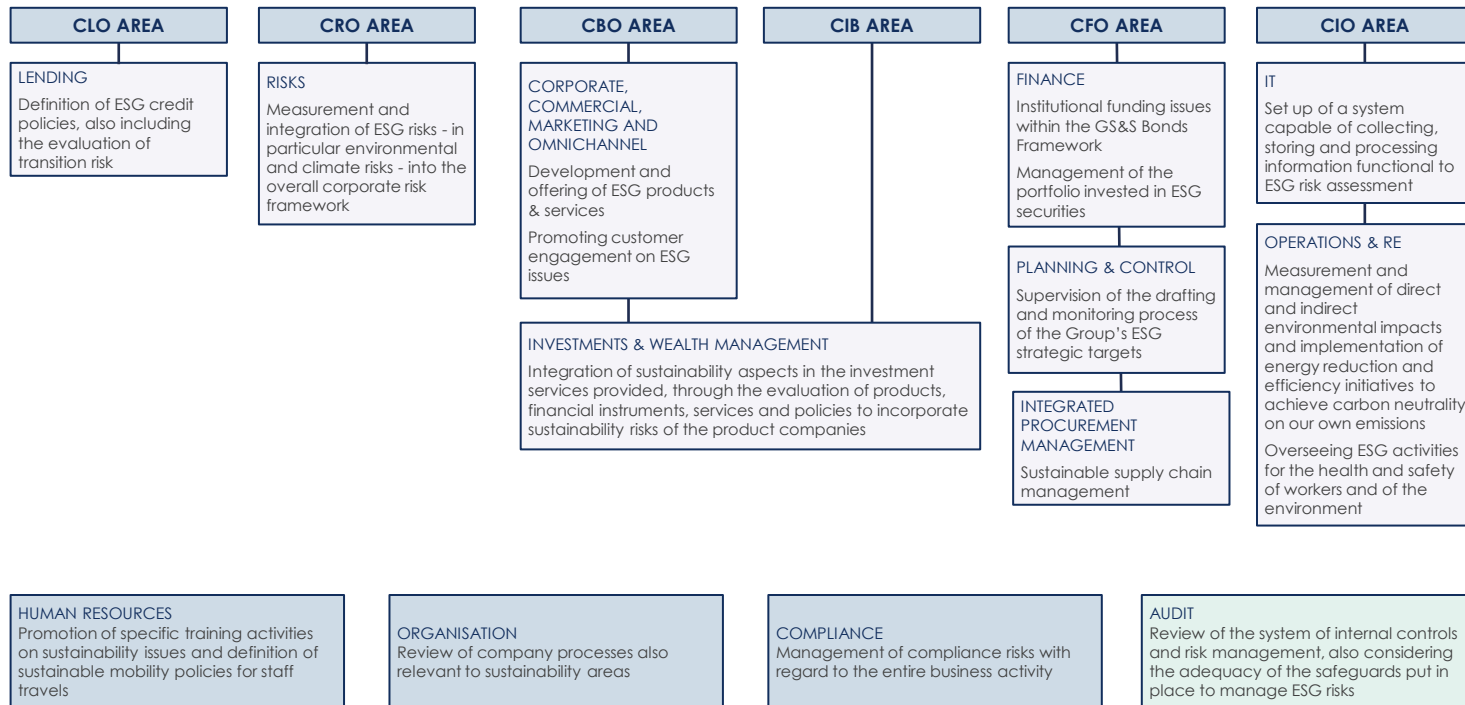 CLO AREA
LENDING
Definition of ESG credit
policies, also including
the evaluation of
transition risk
CRO AREA
RISKS
Measurement and
integration of ESG risks - in
particular environmental
and climate risks - into the
overall corporate risk
framework
CBO AREA
CORPORATE,
COMMERCIAL,
MARKETING AND
OMNICHANNEL
Development and
offering of ESG products
& services
Promoting customer
engagement on ESG
issues
CIB AREA
INVESTMENTS & WEALTH MANAGEMENT
Integration of sustainability aspects in the investment
services provided, through the evaluation of products,
financial instruments, services and policies to incorporate
sustainability risks of the product companies
CFO AREA
FINANCE
Institutional funding issues
within the GS&S Bonds
Framework
Management of the
portfolio invested in ESG
securities
PLANNING & CONTROL
Supervision of the drafting
and monitoring process
of the Group's ESG
strategic targets
INTEGRATED
PROCUREMENT
MANAGEMENT
Sustainable supply chain
management
CIO AREA
IT
Set up of a system
capable of collecting,
storing and processing
information functional to
ESG risk assessment
OPERATIONS & RE
Measurement and
management of direct
and indirect
environmental impacts
and implementation of
energy reduction and
efficiency initiatives to
achieve carbon neutrality
on our own emissions
Overseeing ESG activities
for the health and safety
of workers and of the
environment
HUMAN RESOURCES
Promotion of specific training activities
on sustainability issues and definition of
sustainable mobility policies for staff
travels
ORGANISATION
Review of company processes also
relevant to sustainability areas
COMPLIANCE
Management of compliance risks with
regard to the entire business activity
AUDIT
Review of the system of internal controls
and risk management, also considering
the adequacy of the safeguards put in
place to manage ESG risks